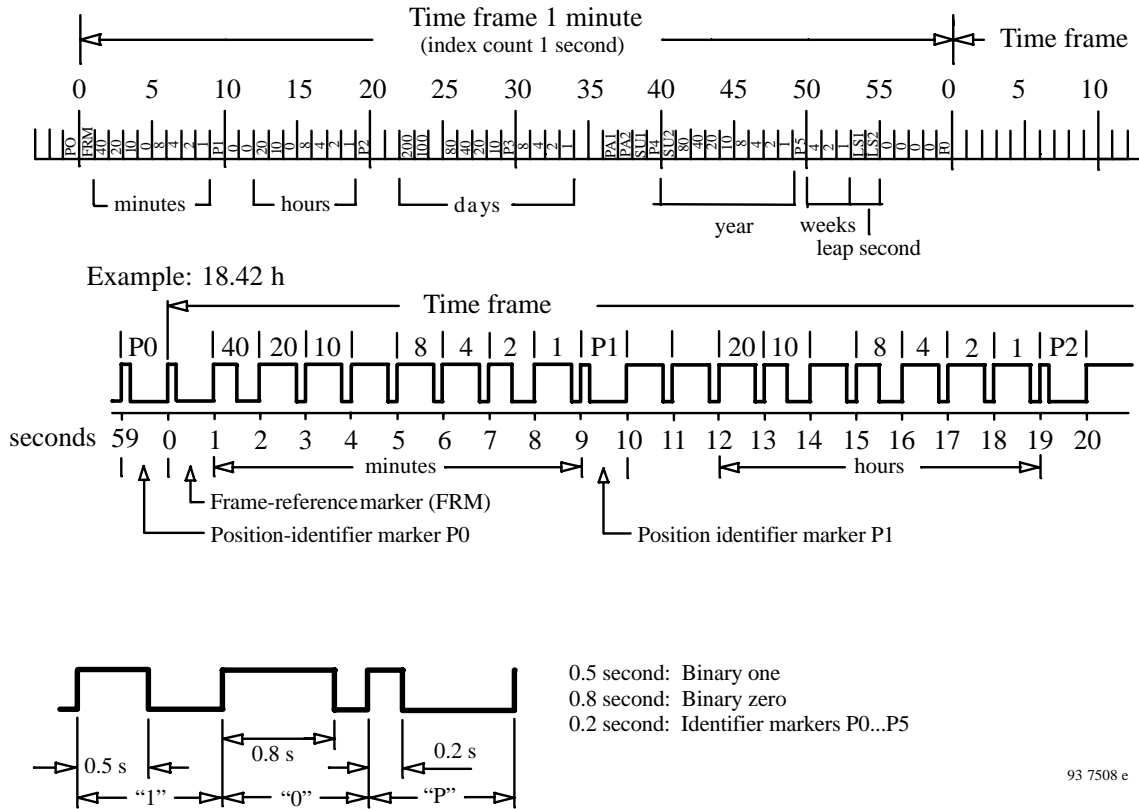 Time frame 1 minute
(index count 1 second)
Time frame
0 5 10 15 20 25 30 35 40 45 50 55 0 5 10
PO FRM 40 20 10 0 8 4 2 1 P1 0 0 20 10 0 8 4 2 1 P2 200 100 80 40 20 10 P3 8 4 2 1 PA1 PA2 SU1 P4 SU2 80 40 20 10 8 4 2 1 P5 4 2 1 LS1 LS2 0 0 0 0 P0
minutes hours days year weeks
leap second
Example: 18.42 h
Time frame
P0 40 20 10 8 4 2 1 P1 20 10 8 4 2 1 P2
seconds 59 0 1 2 3 4 5 6 7 8 9 10 11 12 13 14 15 16 17 18 19 20
minutes hours
Frame-reference marker (FRM)
Position-identifier marker P0 Position identifier marker P1
0.5 second: Binary one
0.8 second: Binary zero
0.2 second: Identifier markers P0...P5
0.5 s 0.8 s 0.2 s
“1” “0” “P”
93 7508 e